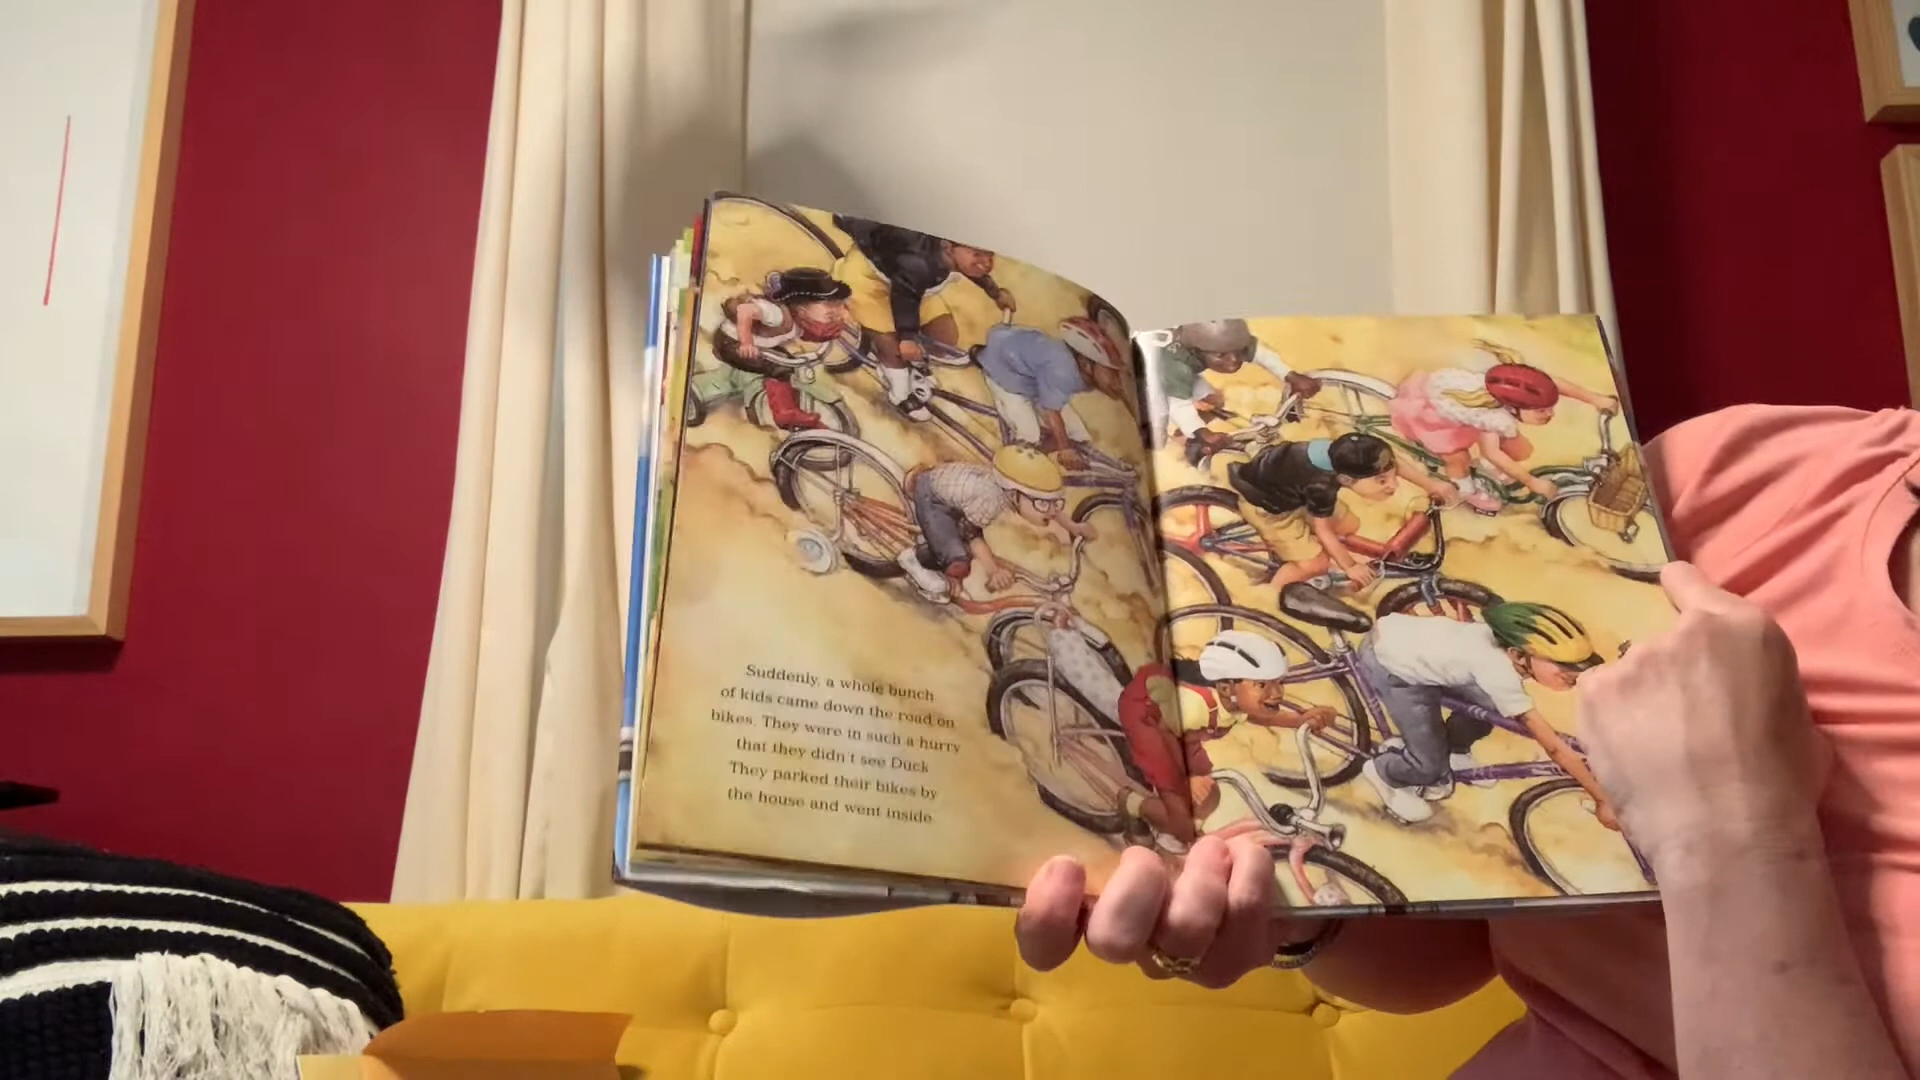 Suddenly, a whole bunch
of kids came down the road on
bikes. They were in such a hurry
that they didn't see Duck
They parked their bikes by
the house and went inside